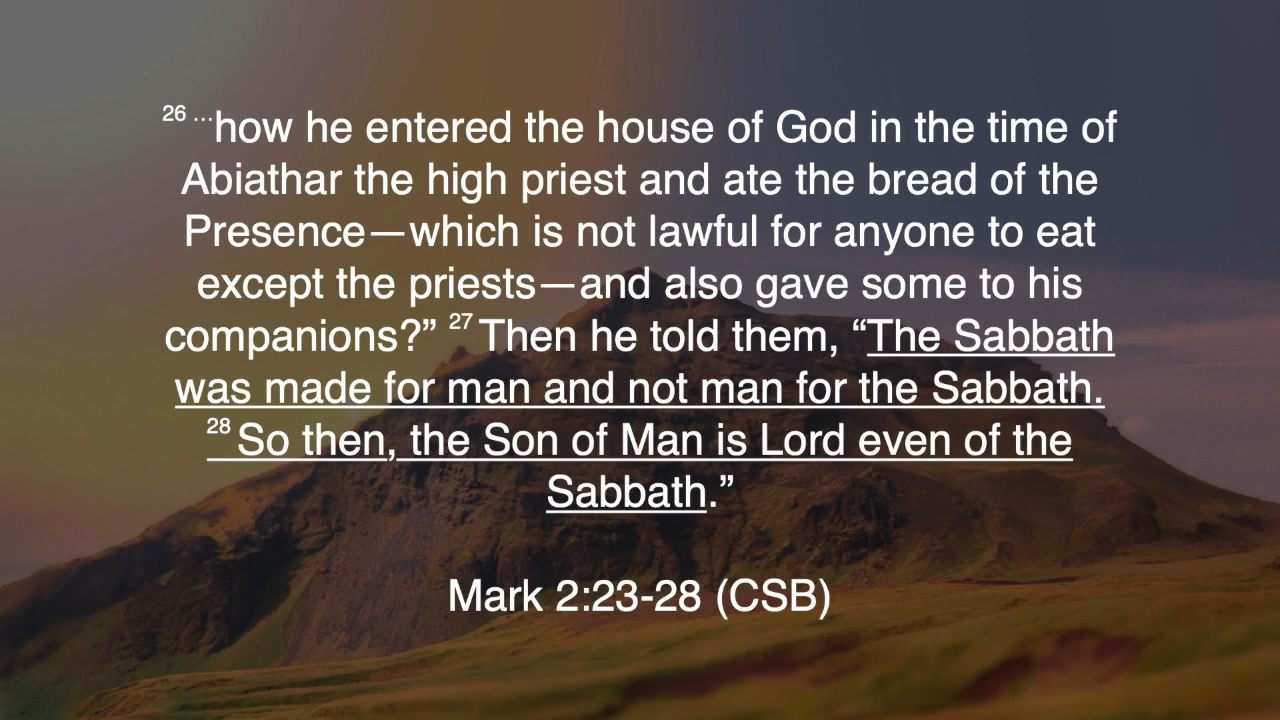 26 ...how he entered the house of God in the time of
Abiathar the high priest and ate the bread of the
Presence—which is not lawful for anyone to eat
except the priests—and also gave some to his
companions?” 27 Then he told them, “The Sabbath
was made for man and not man for the Sabbath.
28 So then, the Son of Man is Lord even of the
Sabbath.”
Mark 2:23-28 (CSB)